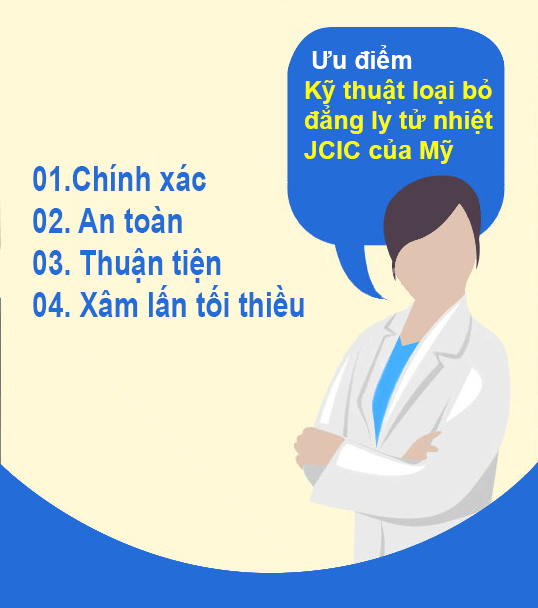 Ưu điểm
Kỹ thuật loại bỏ
đẳng ly tử nhiệt
JCIC của Mỹ
01.Chính xác
02. An toàn
03. Thuận tiện
04. Xâm lấn tối thiều